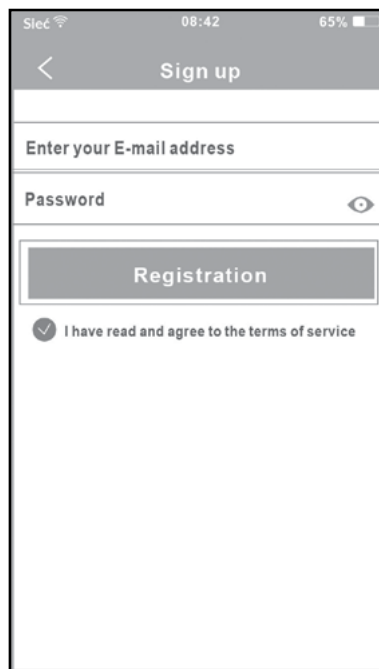 Sieć 08:42 65%
Sign up
Enter your E-mail address
Password
Registration
I have read and agree to the terms of service